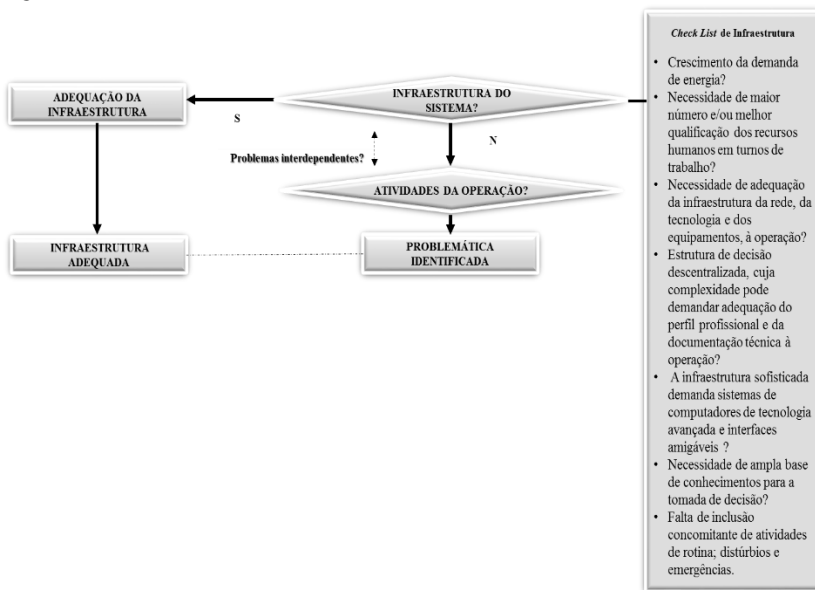 Check List de Infraestrutura
• Crescimento da demanda
de energia?
• Necessidade de maior
número e/ou melhor
qualificação dos recursos
humanos em turnos de
trabalho?
• Necessidade de adequação
da infraestrutura da rede, da
tecnologia e dos
equipamentos, à operação?
• Estrutura de decisão
descentralizada, cuja
complexidade pode
demandar adequação do
perfil profissional e da
documentação técnica à
operação?
• A infraestrutura sofisticada
demanda sistemas de
computadores de tecnologia
avançada e interfaces
amigáveis ?
• Necessidade de ampla base
de conhecimentos para a
tomada de decisão?
• Falta de inclusão
concomitante de atividades
de rotina; distúrbios e
emergências.
INFRAESTRUTURA DO
SISTEMA?
ADEQUAÇÃO DA
INFRAESTRUTURA
S
N
Problemas interdependentes?
ATIVIDADES DA OPERAÇÃO?
INFRAESTRUTURA
ADEQUADA
PROBLEMÁTICA
IDENTIFICADA